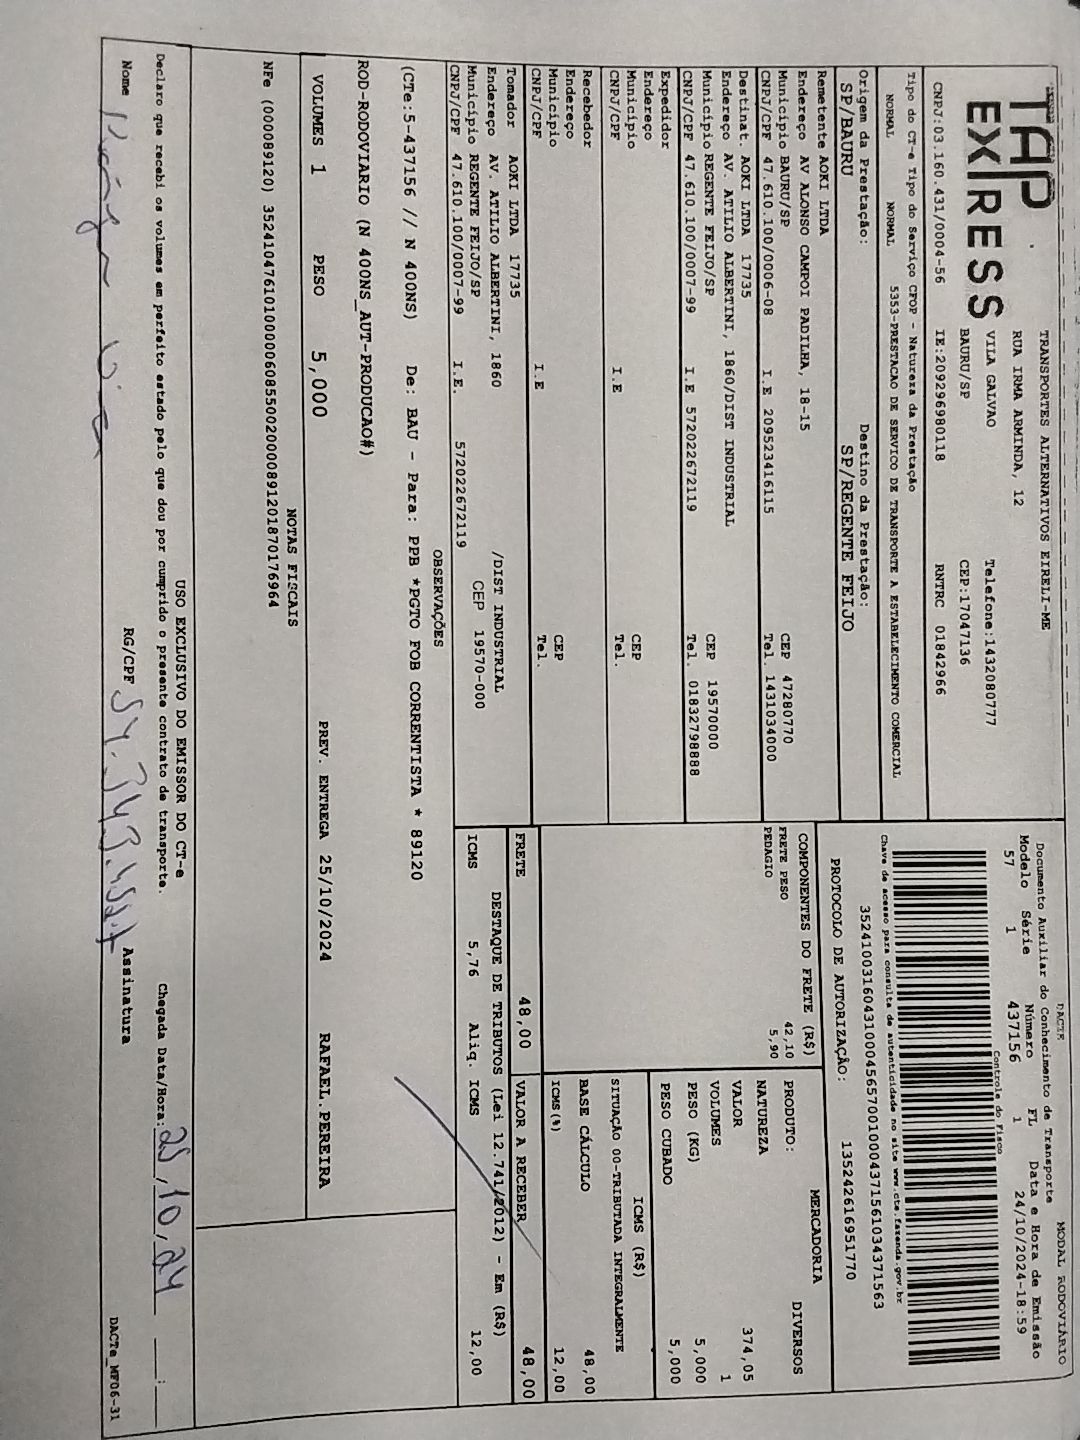 TAP EXPRESS
TRANSPORTES ALTERNATIVOS EIRELI-ME
RUA IRMA ARMINDA, 12
Telefone:1432080777
VILA GALVAO
CEP:17047136
BAURU/SP
CNPJ:03.160.431/0004-56 IE:209296980118 RNTRC 01842966
Tipo do CT-e Tipo do Serviço CFOP - Natureza da Prestação
NORMAL NORMAL 5353-PRESTACAO DE SERVICO DE TRANSPORTE A ESTABELECIMENTO COMERCIAL
Origem da Prestação: Destino da Prestação:
SP/BAURU SP/REGENTE FEIJO
Remetente AOKI LTDA
Endereço AV ALONSO CAMPOI PADILHA, 18-15
Município BAURU/SP CEP 47280770
CNPJ/CPF 47.610.100/0006-08 I.E 209523416115 Tel. 1431034000
Destinat. AOKI LTDA 17735
Endereço AV. ATILIO ALBERTINI, 1860/DIST INDUSTRIAL
Município REGENTE FEIJO/SP CEP 19570000
CNPJ/CPF 47.610.100/0007-99 I.E 572022672119 Tel. 01832798888
Expedidor
Endereço
Município CEP
CNPJ/CPF I.E Tel.
Recebedor
Endereço
Município CEP
CNPJ/CPF I.E Tel.
Tomador AOKI LTDA 17735
Endereço AV. ATILIO ALBERTINI, 1860 /DIST INDUSTRIAL
Município REGENTE FEIJO/SP CEP 19570-000
CNPJ/CPF 47.610.100/0007-99 I.E. 572022672119
DACTE MODAL RODOVIÁRIO
Documento Auxiliar do Conhecimento de Transporte
Modelo Série Número FL Data e Hora de Emissão
57 1 437156 1 24/10/2024-18:59
Controle do Fisco
Chave de acesso para consulta de autenticidade no site www.cte.fazenda.gov.br
35241003160431000456570010004371561034371563
PROTOCOLO DE AUTORIZAÇÃO: 135242616951770
COMPONENTES DO FRETE (R$)
FRETE PESO 42,10
PEDAGIO 5,90
MERCADORIA
PRODUTO: DIVERSOS
NATUREZA
VALOR 374,05
VOLUMES 1
PESO (KG) 5,000
PESO CUBADO 5,000
ICMS (R$)
SITUAÇÃO 00-TRIBUTADA INTEGRALMENTE
BASE CÁLCULO 48,00
ICMS(%) 12,00
FRETE 48,00 VALOR A RECEBER 48,00
DESTAQUE DE TRIBUTOS (Lei 12.741/2012) - Em (R$)
ICMS 5,76 Aliq. ICMS 12,00
OBSERVAÇÕES
(CTe:5-437156 // N 400NS) De: BAU - Para: PPB *PGTO FOB CORRENTISTA * 89120
ROD-RODOVIARIO (N 400NS_AUT-PRODUCAO#)
VOLUMES 1 PESO 5,000 PREV. ENTREGA 25/10/2024 RAFAEL.PEREIRA
NOTAS FISCAIS
NFe (000089120) 35241047610100000608550020000891201870176964
USO EXCLUSIVO DO EMISSOR DO CT-e
Declaro que recebi os volumes em perfeito estado pelo que dou por cumprido o presente contrato de transporte. Chegada Data/Hora: 25,10,24 :
Nome RG/CPF Assinatura
DACTe_MF06-31